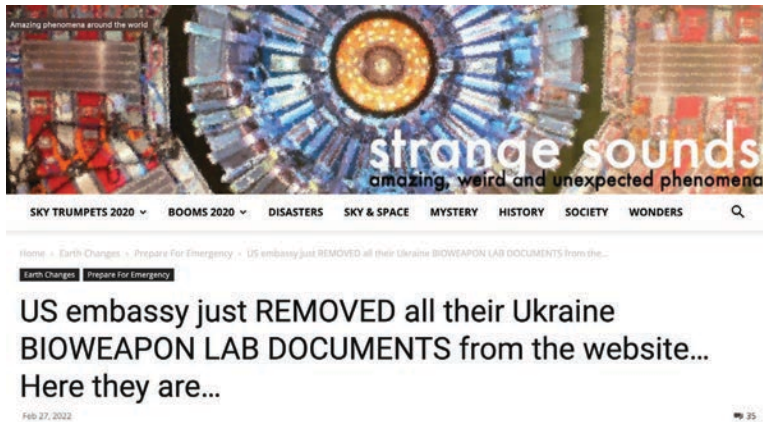 Amazing phenomena around the world
strange sounds
amazing, weird and unexpected phenomena
SKY TRUMPETS 2020 BOOMS 2020 DISASTERS SKY & SPACE MYSTERY HISTORY SOCIETY WONDERS
Home › Earth Changes › Prepare For Emergency › US embassy just REMOVED all their Ukraine BIOWEAPON LAB DOCUMENTS from the...
Earth Changes Prepare For Emergency
US embassy just REMOVED all their Ukraine
BIOWEAPON LAB DOCUMENTS from the website…
Here they are…
Feb 27, 2022 35